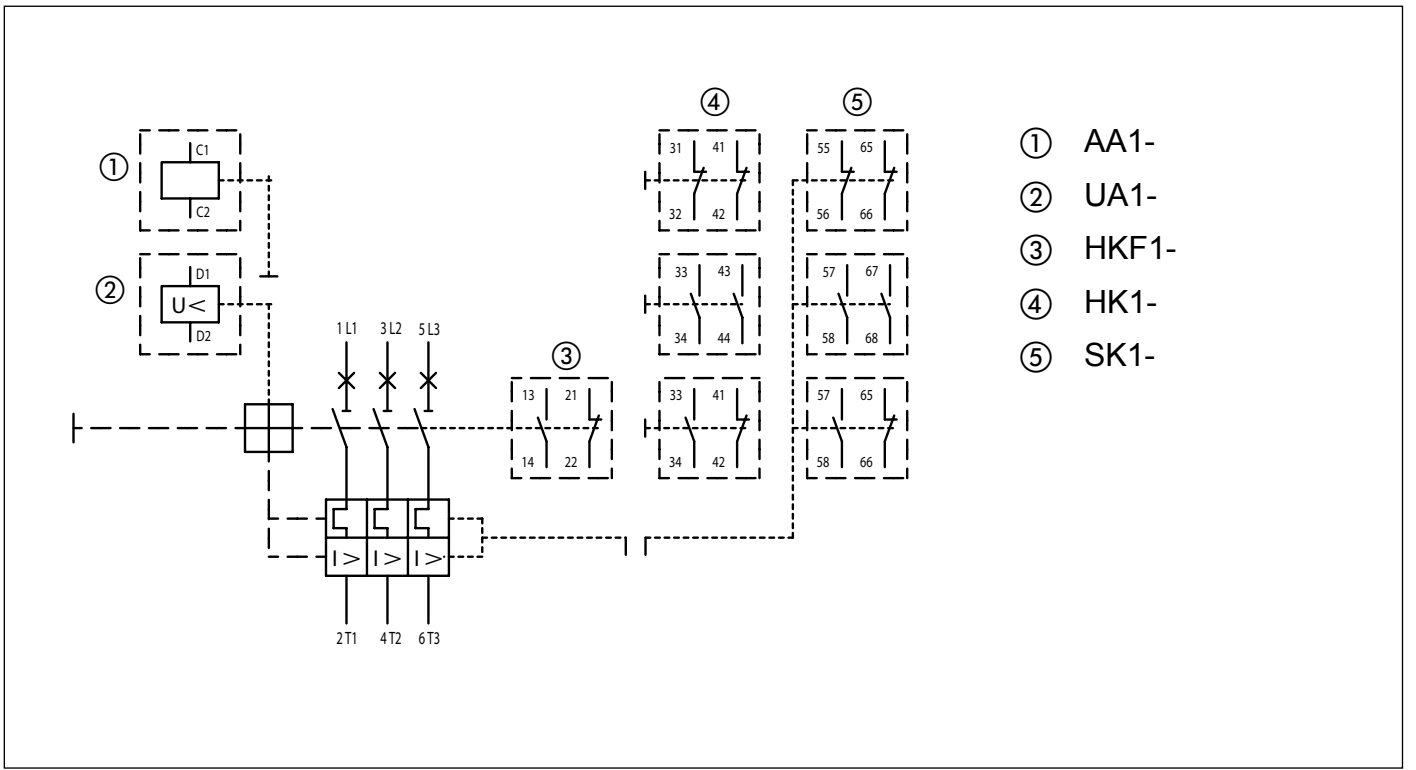 ④ ⑤
① C1 31 41 55 65 ① AA1-
C2 32 42 56 66 ② UA1-
② D1 33 43 57 67 ③ HKF1-
U<
D2 34 44 58 68 ④ HK1-
1 L1 3 L2 5 L3 ③ ⑤ SK1-
13 21 33 41 57 65
14 22 34 42 58 66
I > I > I >
2 T1 4 T2 6 T3